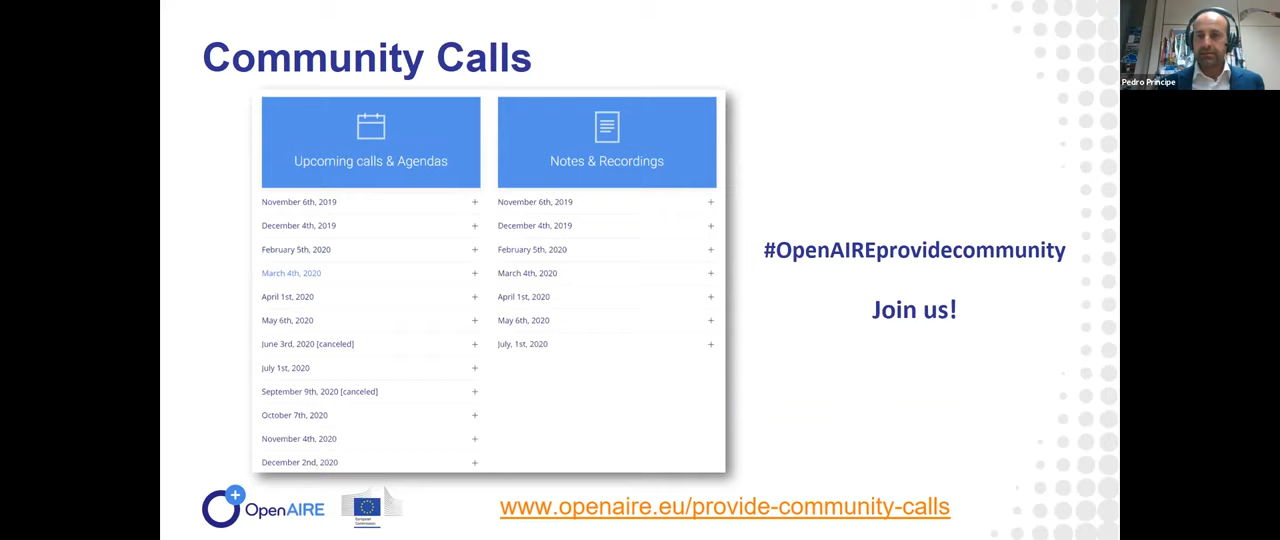 Community Calls
Pedro Principe
Upcoming calls & Agendas
November 6th, 2019 +
December 4th, 2019 +
February 5th, 2020 +
March 4th, 2020 +
April 1st, 2020 +
May 6th, 2020 +
June 3rd, 2020 [canceled] +
July 1st, 2020 +
September 9th, 2020 [canceled] +
October 7th, 2020 +
November 4th, 2020 +
December 2nd, 2020 +
Notes & Recordings
November 6th, 2019 +
December 4th, 2019 +
February 5th, 2020 +
March 4th, 2020 +
April 1st, 2020 +
May 6th, 2020 +
July, 1st, 2020 +
#OpenAIREprovidecommunity
Join us!
OpenAIRE
European
Commission
www.openaire.eu/provide-community-calls